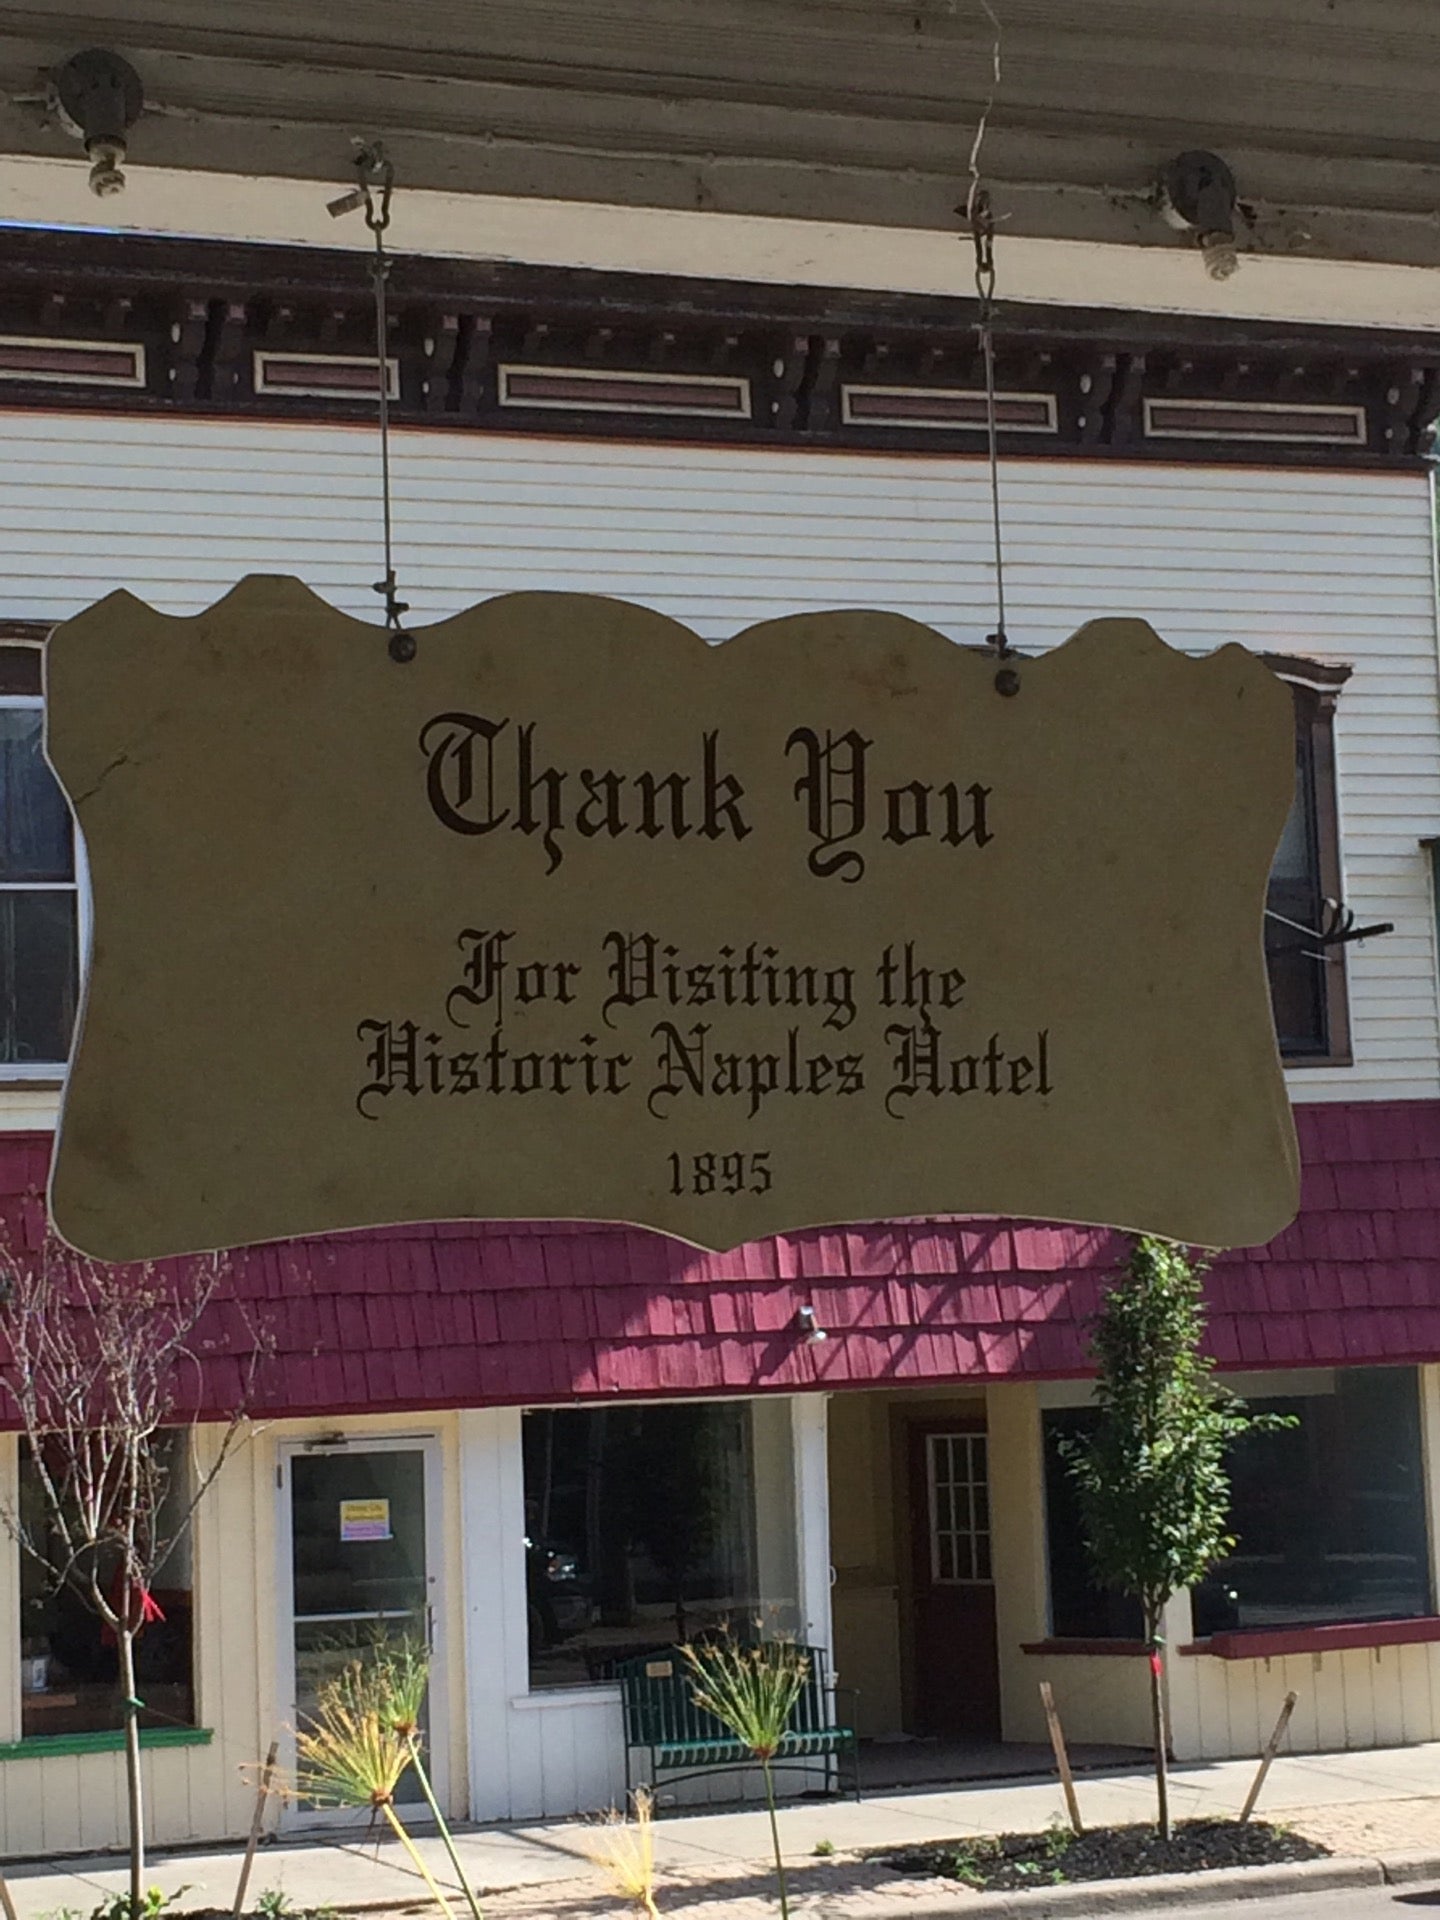 Thank You
For Visiting the
Historic Naples Hotel
1895